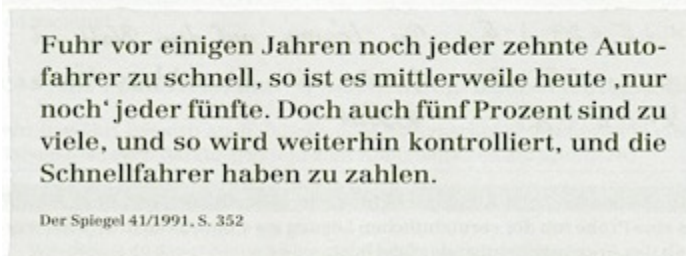 Fuhr vor einigen Jahren noch jeder zehnte Auto-
fahrer zu schnell, so ist es mittlerweile heute ‚nur
noch‘ jeder fünfte. Doch auch fünf Prozent sind zu
viele, und so wird weiterhin kontrolliert, und die
Schnellfahrer haben zu zahlen.
Der Spiegel 41/1991, S. 352